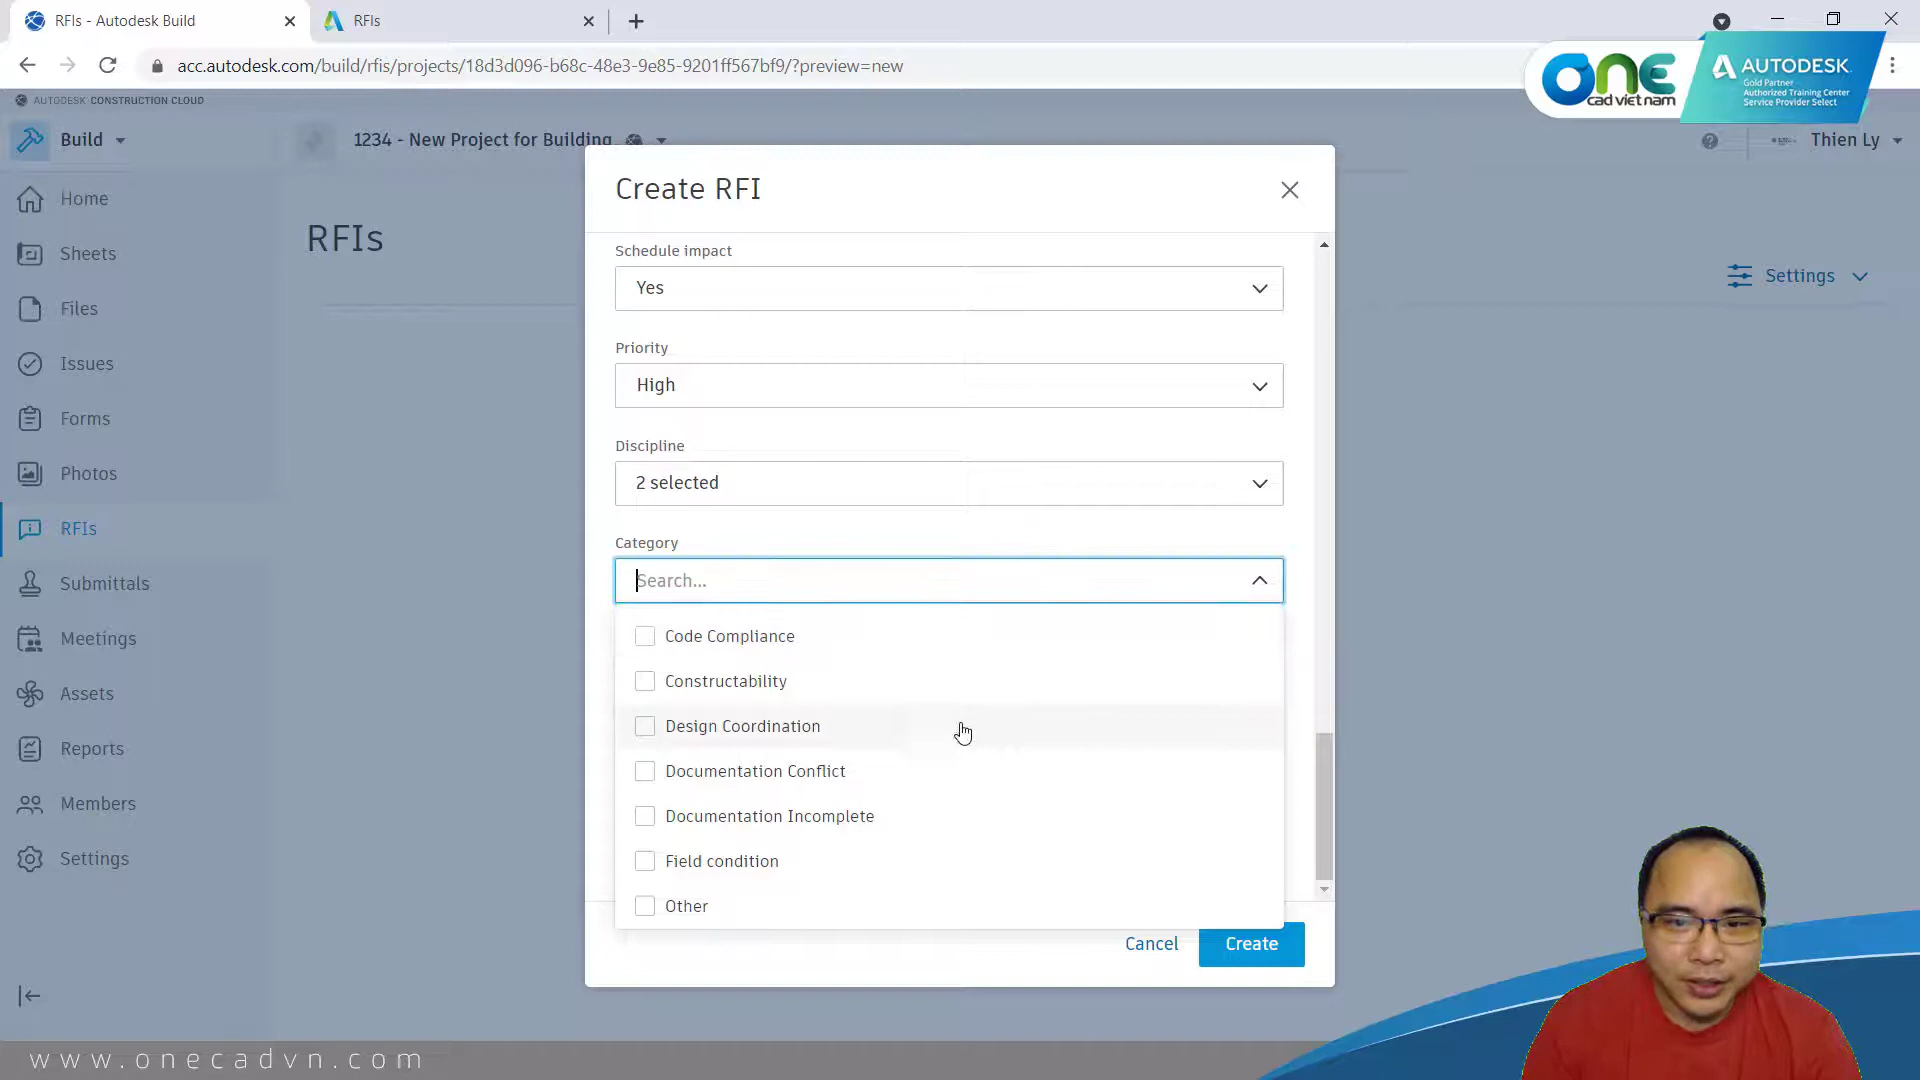 RFIs - Autodesk Build
RFIs
acc.autodesk.com/build/rfis/projects/18d3d096-b68c-48e3-9e85-9201ff567bf9/?preview=new
ONE
cad viet nam
AUTODESK
Gold Partner
Authorized Training Center
Service Provider Select
AUTODESK CONSTRUCTION CLOUD
Build
1234 - New Project for Building
Thien Ly
Home
Sheets
Files
Issues
Forms
Photos
RFIs
Submittals
Meetings
Assets
Reports
Members
Settings
RFIs
Settings
Create RFI
Schedule impact
Yes
Priority
High
Discipline
2 selected
Category
Search...
Code Compliance
Constructability
Design Coordination
Documentation Conflict
Documentation Incomplete
Field condition
Other
Cancel
Create
www.onecadvn.com